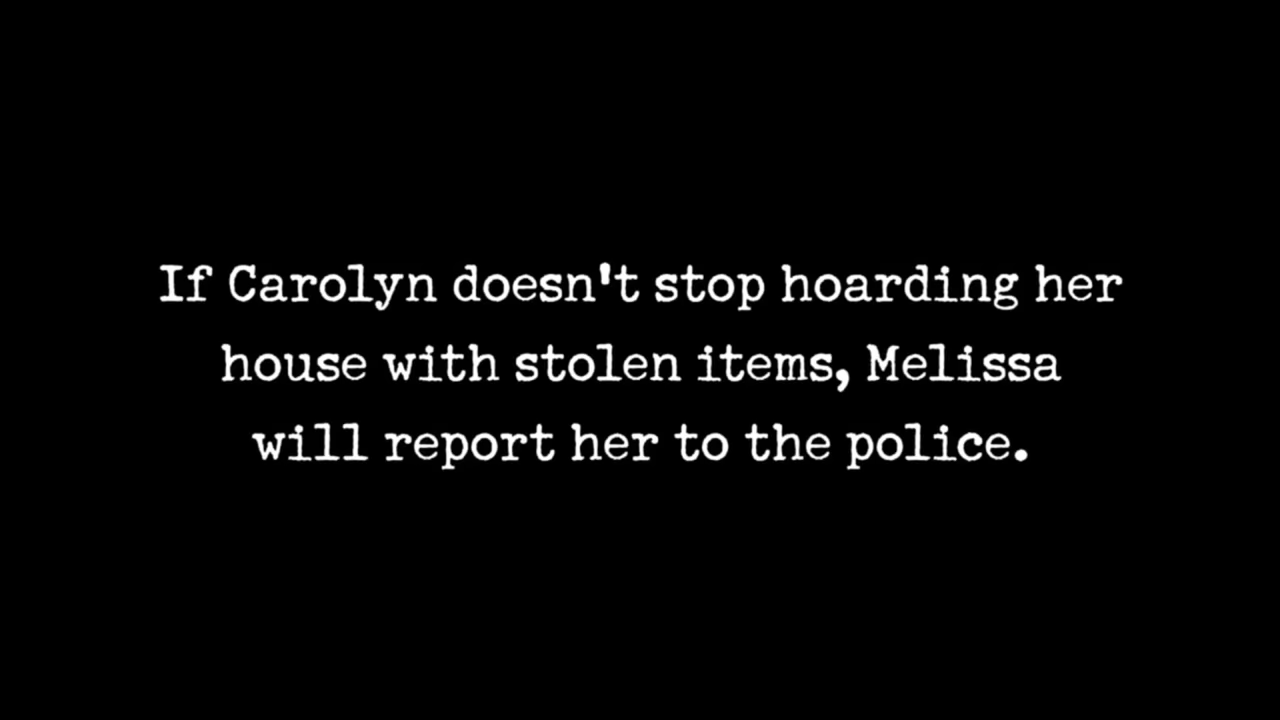 If Carolyn doesn't stop hoarding her
house with stolen items, Melissa
will report her to the police.